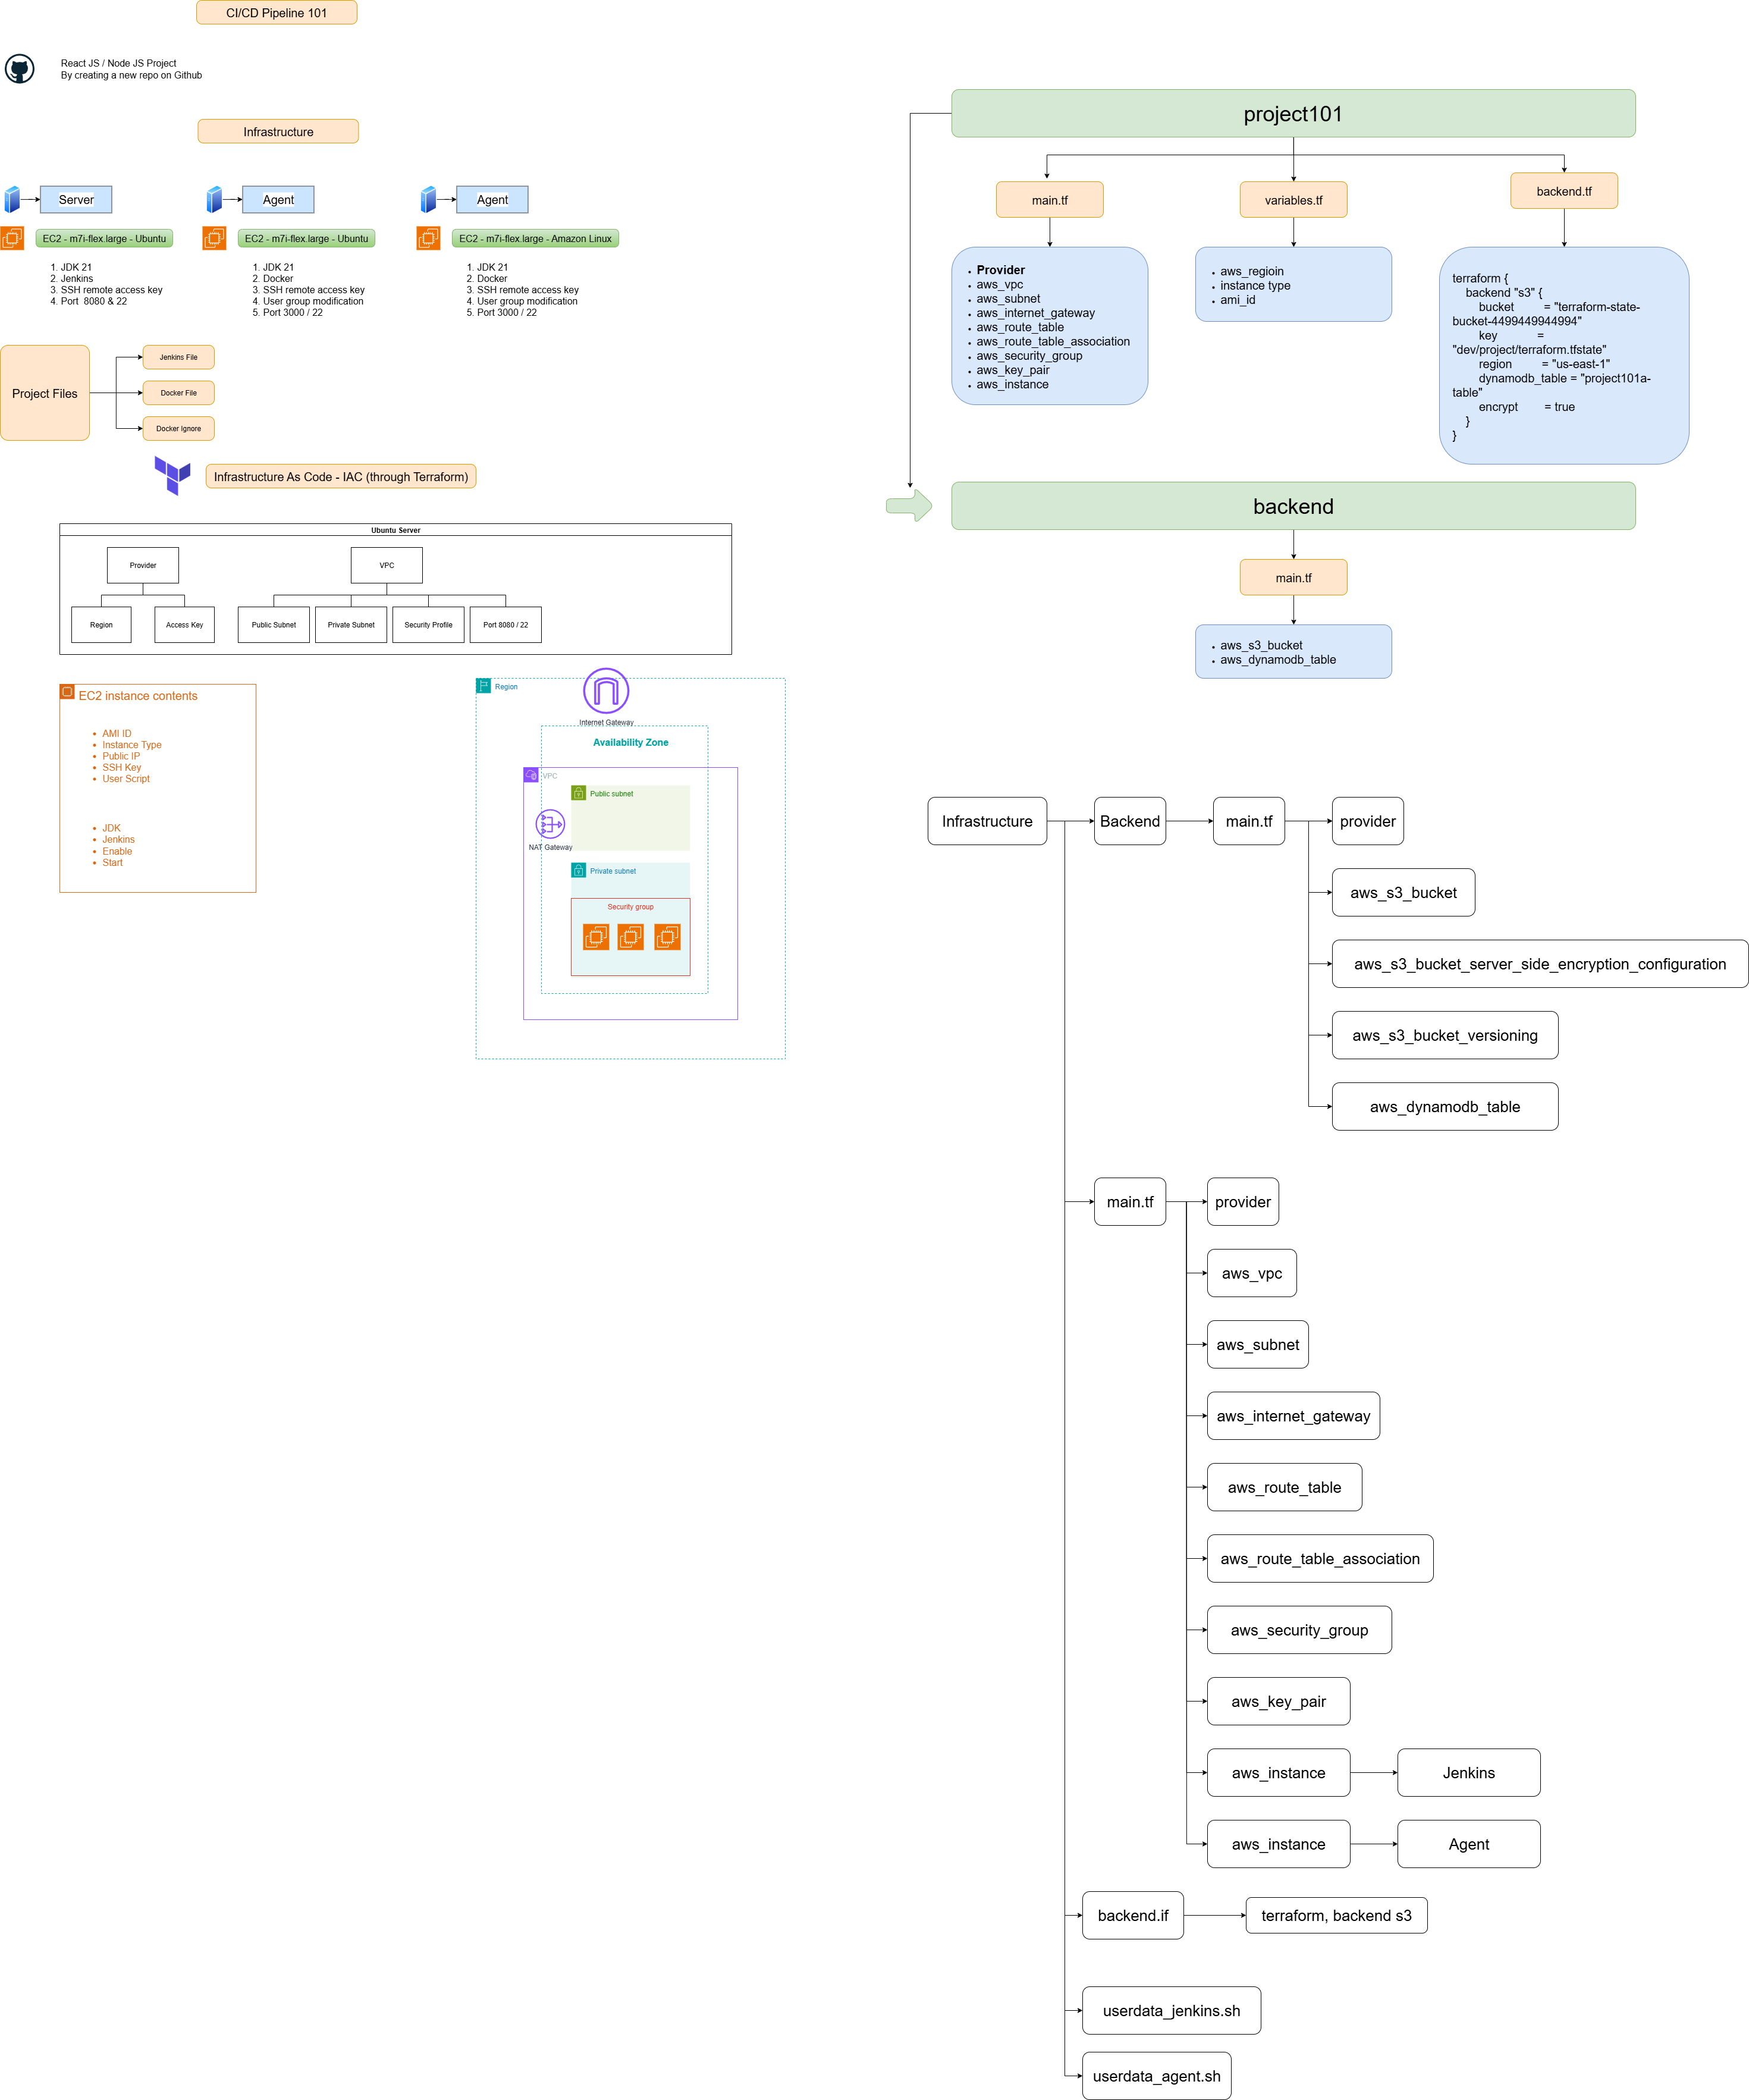 CI/CD Pipeline 101
React JS / Node JS Project
By creating a new repo on Github
Infrastructure
Server
Agent
Agent
EC2 - m7i-flex.large - Ubuntu
EC2 - m7i-flex.large - Ubuntu
EC2 - m7i-flex.large - Amazon Linux
1. JDK 21
2. Jenkins
3. SSH remote access key
4. Port  8080 & 22
1. JDK 21
2. Docker
3. SSH remote access key
4. User group modification
5. Port 3000 / 22
1. JDK 21
2. Docker
3. SSH remote access key
4. User group modification
5. Port 3000 / 22
Project Files
Jenkins File
Docker File
Docker Ignore
Infrastructure As Code - IAC (through Terraform)
Ubuntu Server
Provider
VPC
Region
Access Key
Public Subnet
Private Subnet
Security Profile
Port 8080 / 22
EC2 instance contents
• AMI ID
• Instance Type
• Public IP
• SSH Key
• User Script
• JDK
• Jenkins
• Enable
• Start
Region
Internet Gateway
Availability Zone
VPC
Public subnet
NAT Gateway
Private subnet
Security group
project101
main.tf
variables.tf
backend.tf
• Provider
• aws_vpc
• aws_subnet
• aws_internet_gateway
• aws_route_table
• aws_route_table_association
• aws_security_group
• aws_key_pair
• aws_instance
• aws_regioin
• instance type
• ami_id
terraform {
backend "s3" {
bucket = "terraform-state-
bucket-4499449944994"
key =
"dev/project/terraform.tfstate"
region = "us-east-1"
dynamodb_table = "project101a-
table"
encrypt = true
}
}
backend
main.tf
• aws_s3_bucket
• aws_dynamodb_table
Infrastructure
Backend
main.tf
provider
aws_s3_bucket
aws_s3_bucket_server_side_encryption_configuration
aws_s3_bucket_versioning
aws_dynamodb_table
main.tf
provider
aws_vpc
aws_subnet
aws_internet_gateway
aws_route_table
aws_route_table_association
aws_security_group
aws_key_pair
aws_instance
Jenkins
aws_instance
Agent
backend.if
terraform, backend s3
userdata_jenkins.sh
userdata_agent.sh